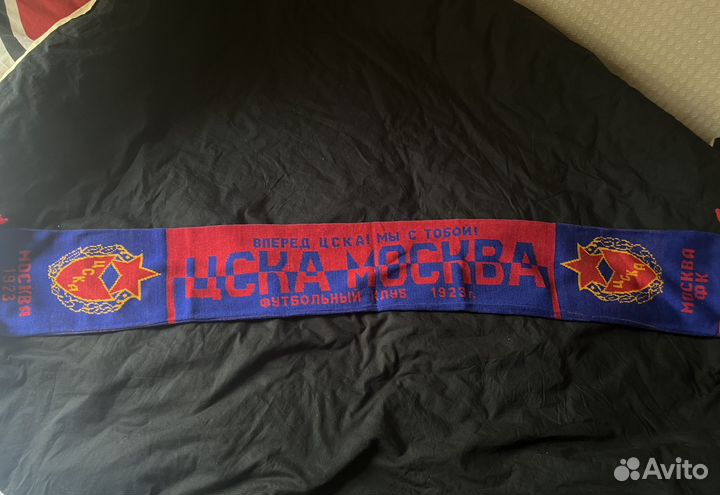 МОСКВА
1923
ЦСКА
ВПЕРЕД ЦСКА! МЫ С ТОБОЙ!
ЦСКА МОСКВА
ФУТБОЛЬНЫЙ КЛУБ 1923г.
ЦСКА
МОСКВА
ФК
Avito